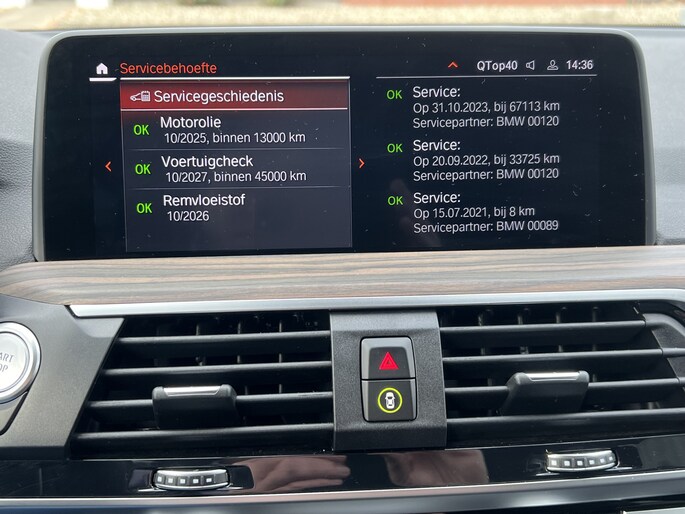 Servicebehoefte
QTop40 14:36
Servicegeschiedenis
OK Motorolie
10/2025, binnen 13000 km
OK Voertuigcheck
10/2027, binnen 45000 km
OK Remvloeistof
10/2026
OK Service:
Op 31.10.2023, bij 67113 km
Servicepartner: BMW 00120
OK Service:
Op 20.09.2022, bij 33725 km
Servicepartner: BMW 00120
OK Service:
Op 15.07.2021, bij 8 km
Servicepartner: BMW 00089